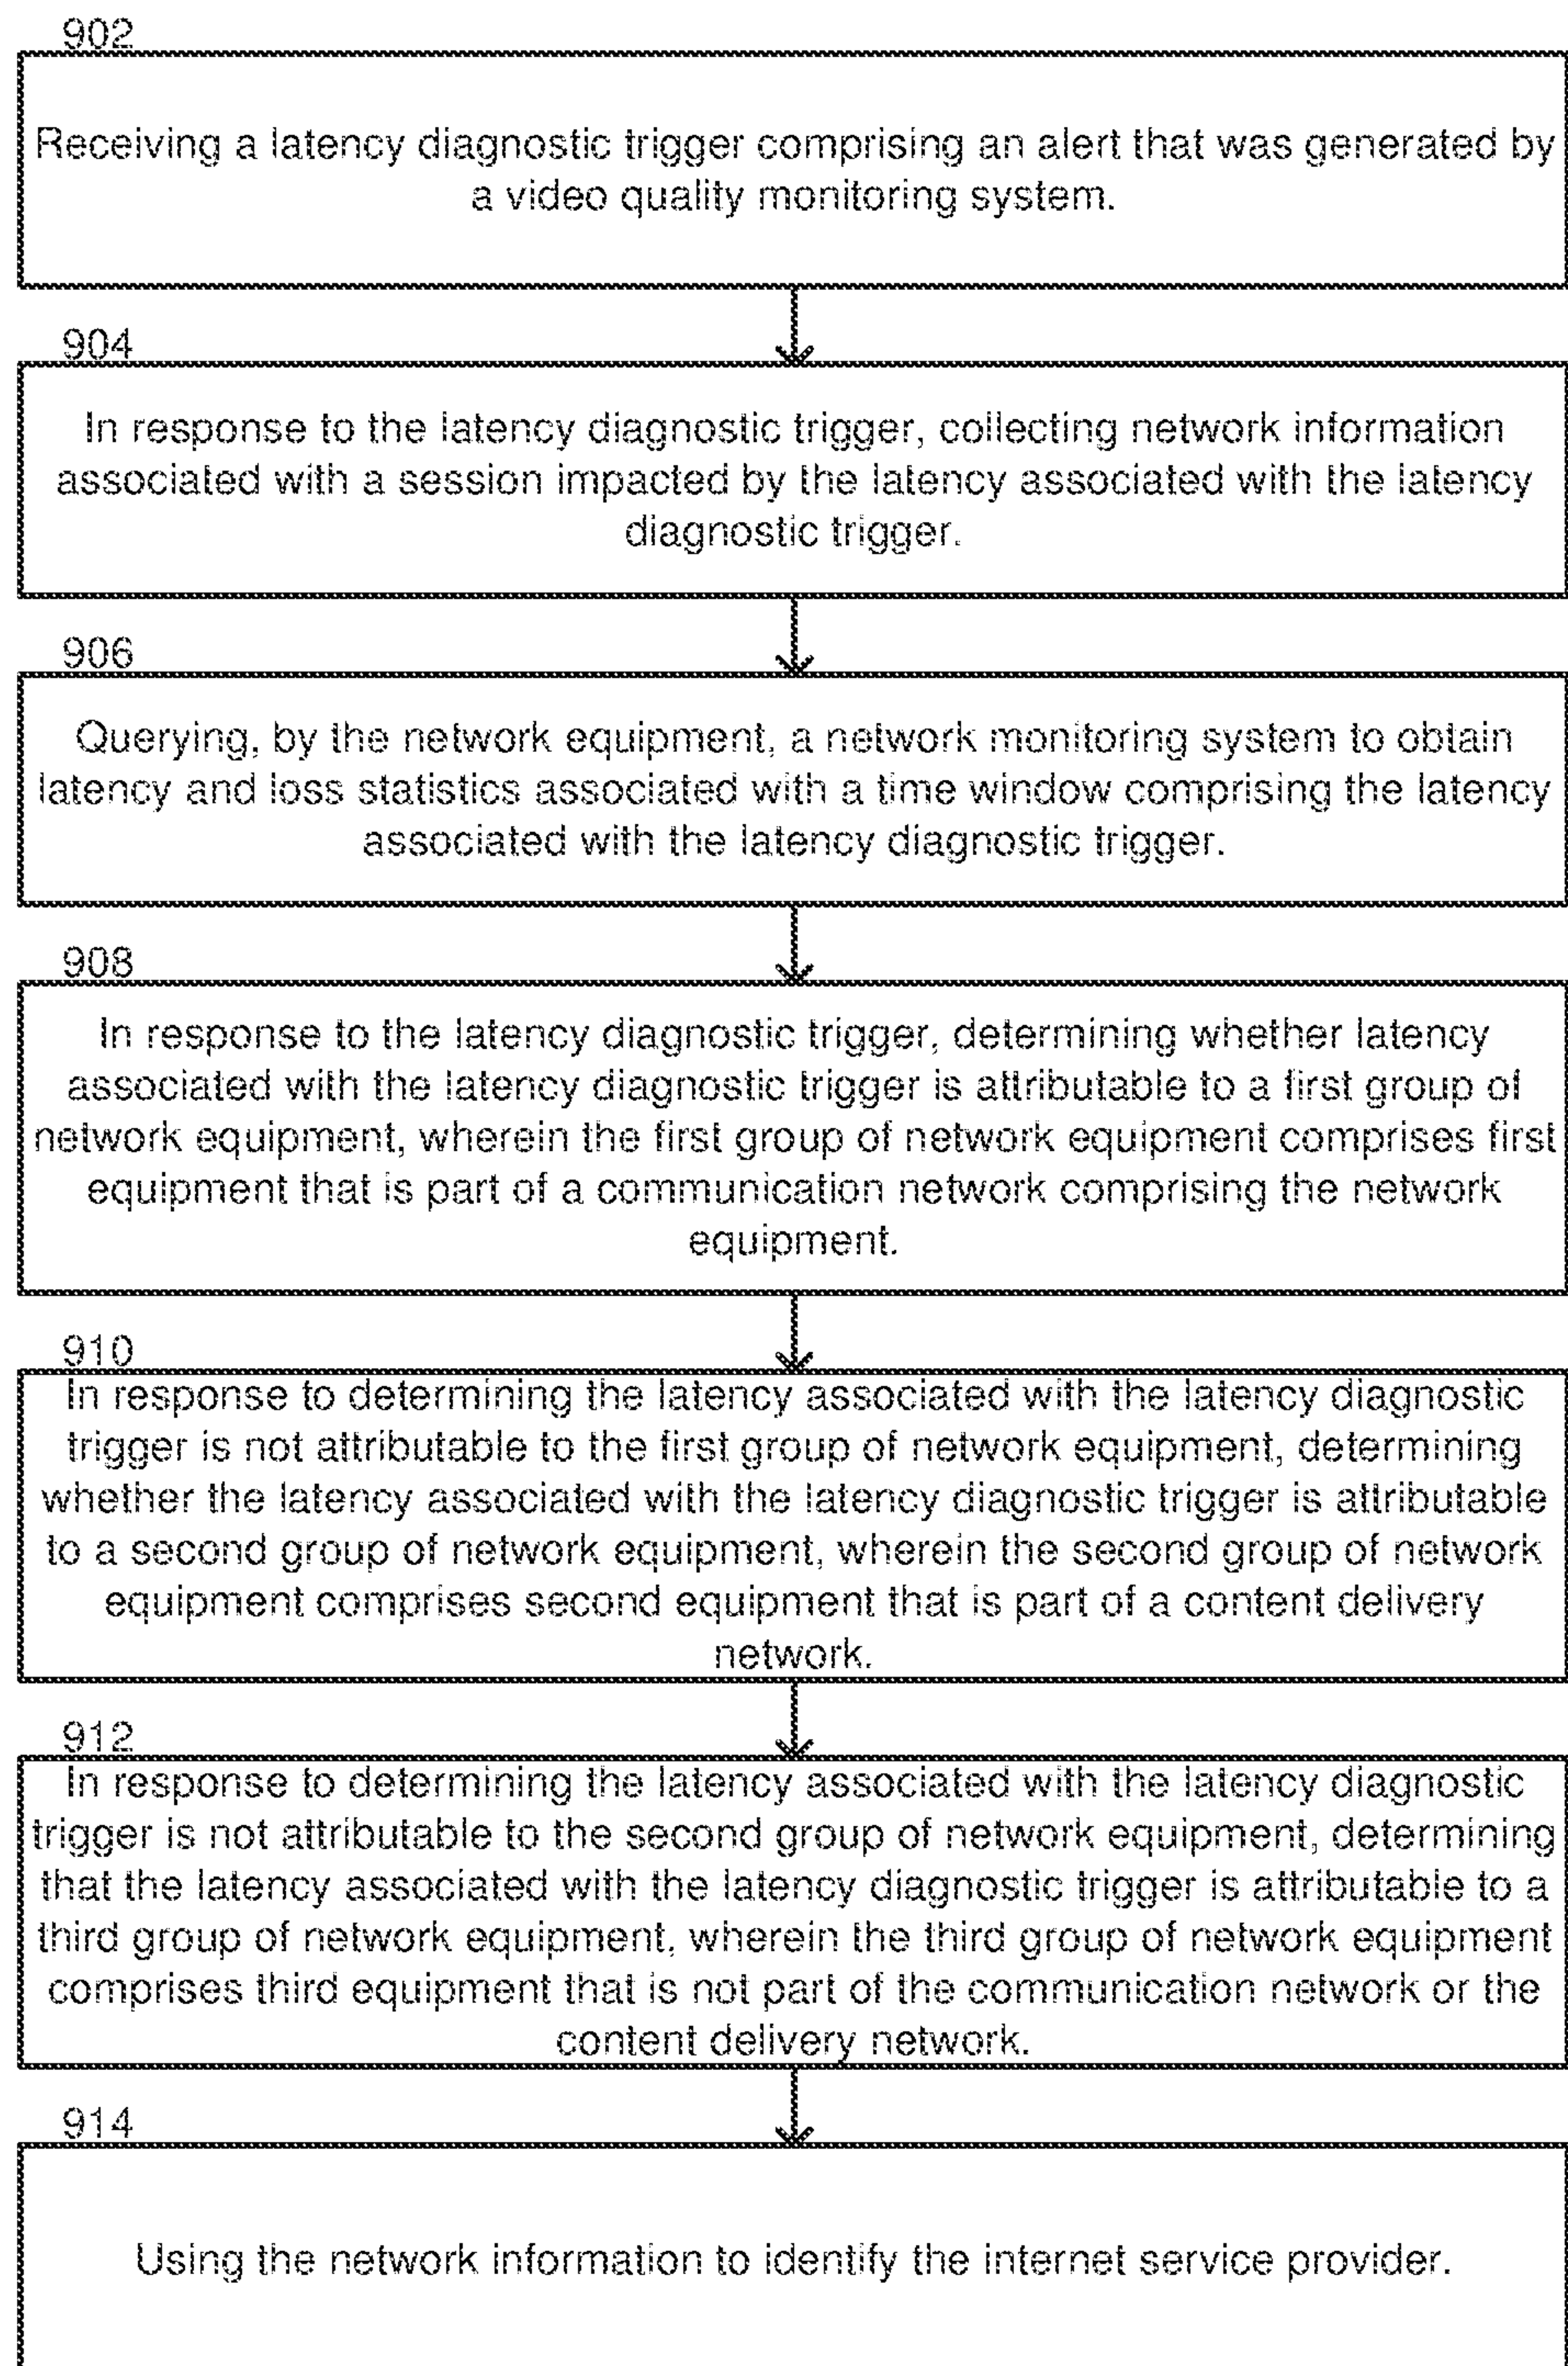 902
Receiving a latency diagnostic trigger comprising an alert that was generated by
a video quality monitoring system.
904
In response to the latency diagnostic trigger, collecting network information
associated with a session impacted by the latency associated with the latency
diagnostic trigger.
906
Querying, by the network equipment, a network monitoring system to obtain
latency and loss statistics associated with a time window comprising the latency
associated with the latency diagnostic trigger.
908
In response to the latency diagnostic trigger, determining whether latency
associated with the latency diagnostic trigger is attributable to a first group of
network equipment, wherein the first group of network equipment comprises first
equipment that is part of a communication network comprising the network
equipment.
910
In response to determining the latency associated with the latency diagnostic
trigger is not attributable to the first group of network equipment, determining
whether the latency associated with the latency diagnostic trigger is attributable
to a second group of network equipment, wherein the second group of network
equipment comprises second equipment that is part of a content delivery
network.
912
In response to determining the latency associated with the latency diagnostic
trigger is not attributable to the second group of network equipment, determining
that the latency associated with the latency diagnostic trigger is attributable to a
third group of network equipment, wherein the third group of network equipment
comprises third equipment that is not part of the communication network or the
content delivery network.
914
Using the network information to identify the internet service provider.